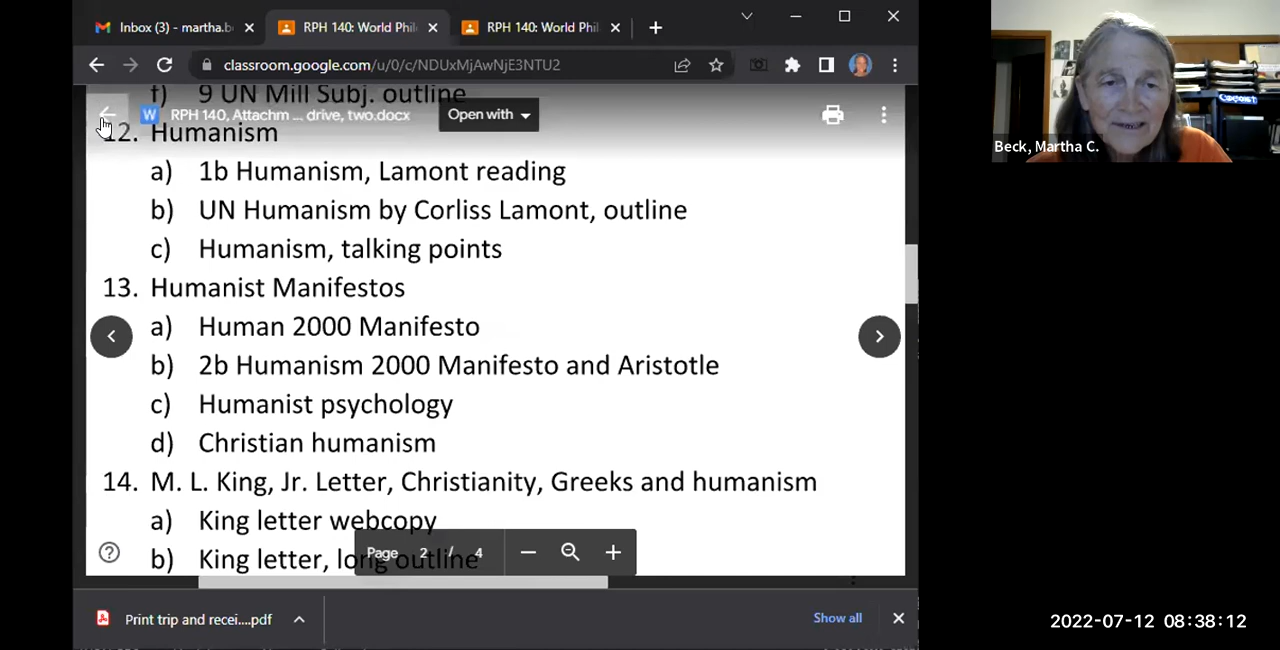 Inbox (3) - martha.b
RPH 140: World Phil
RPH 140: World Phil
classroom.google.com/u/0/c/NDUxMjAwNjE3NTU2
f) 9 UN Mill Subj. outline
W RPH 140, Attachm ... drive, two.docx
Open with
12. Humanism
a) 1b Humanism, Lamont reading
b) UN Humanism by Corliss Lamont, outline
c) Humanism, talking points
13. Humanist Manifestos
a) Human 2000 Manifesto
b) 2b Humanism 2000 Manifesto and Aristotle
c) Humanist psychology
d) Christian humanism
14. M. L. King, Jr. Letter, Christianity, Greeks and humanism
a) King letter webcopy
b) King letter, long outline
Page 2 / 4
Print trip and recei....pdf
Show all
Beck, Martha C.
2022-07-12 08:38:12